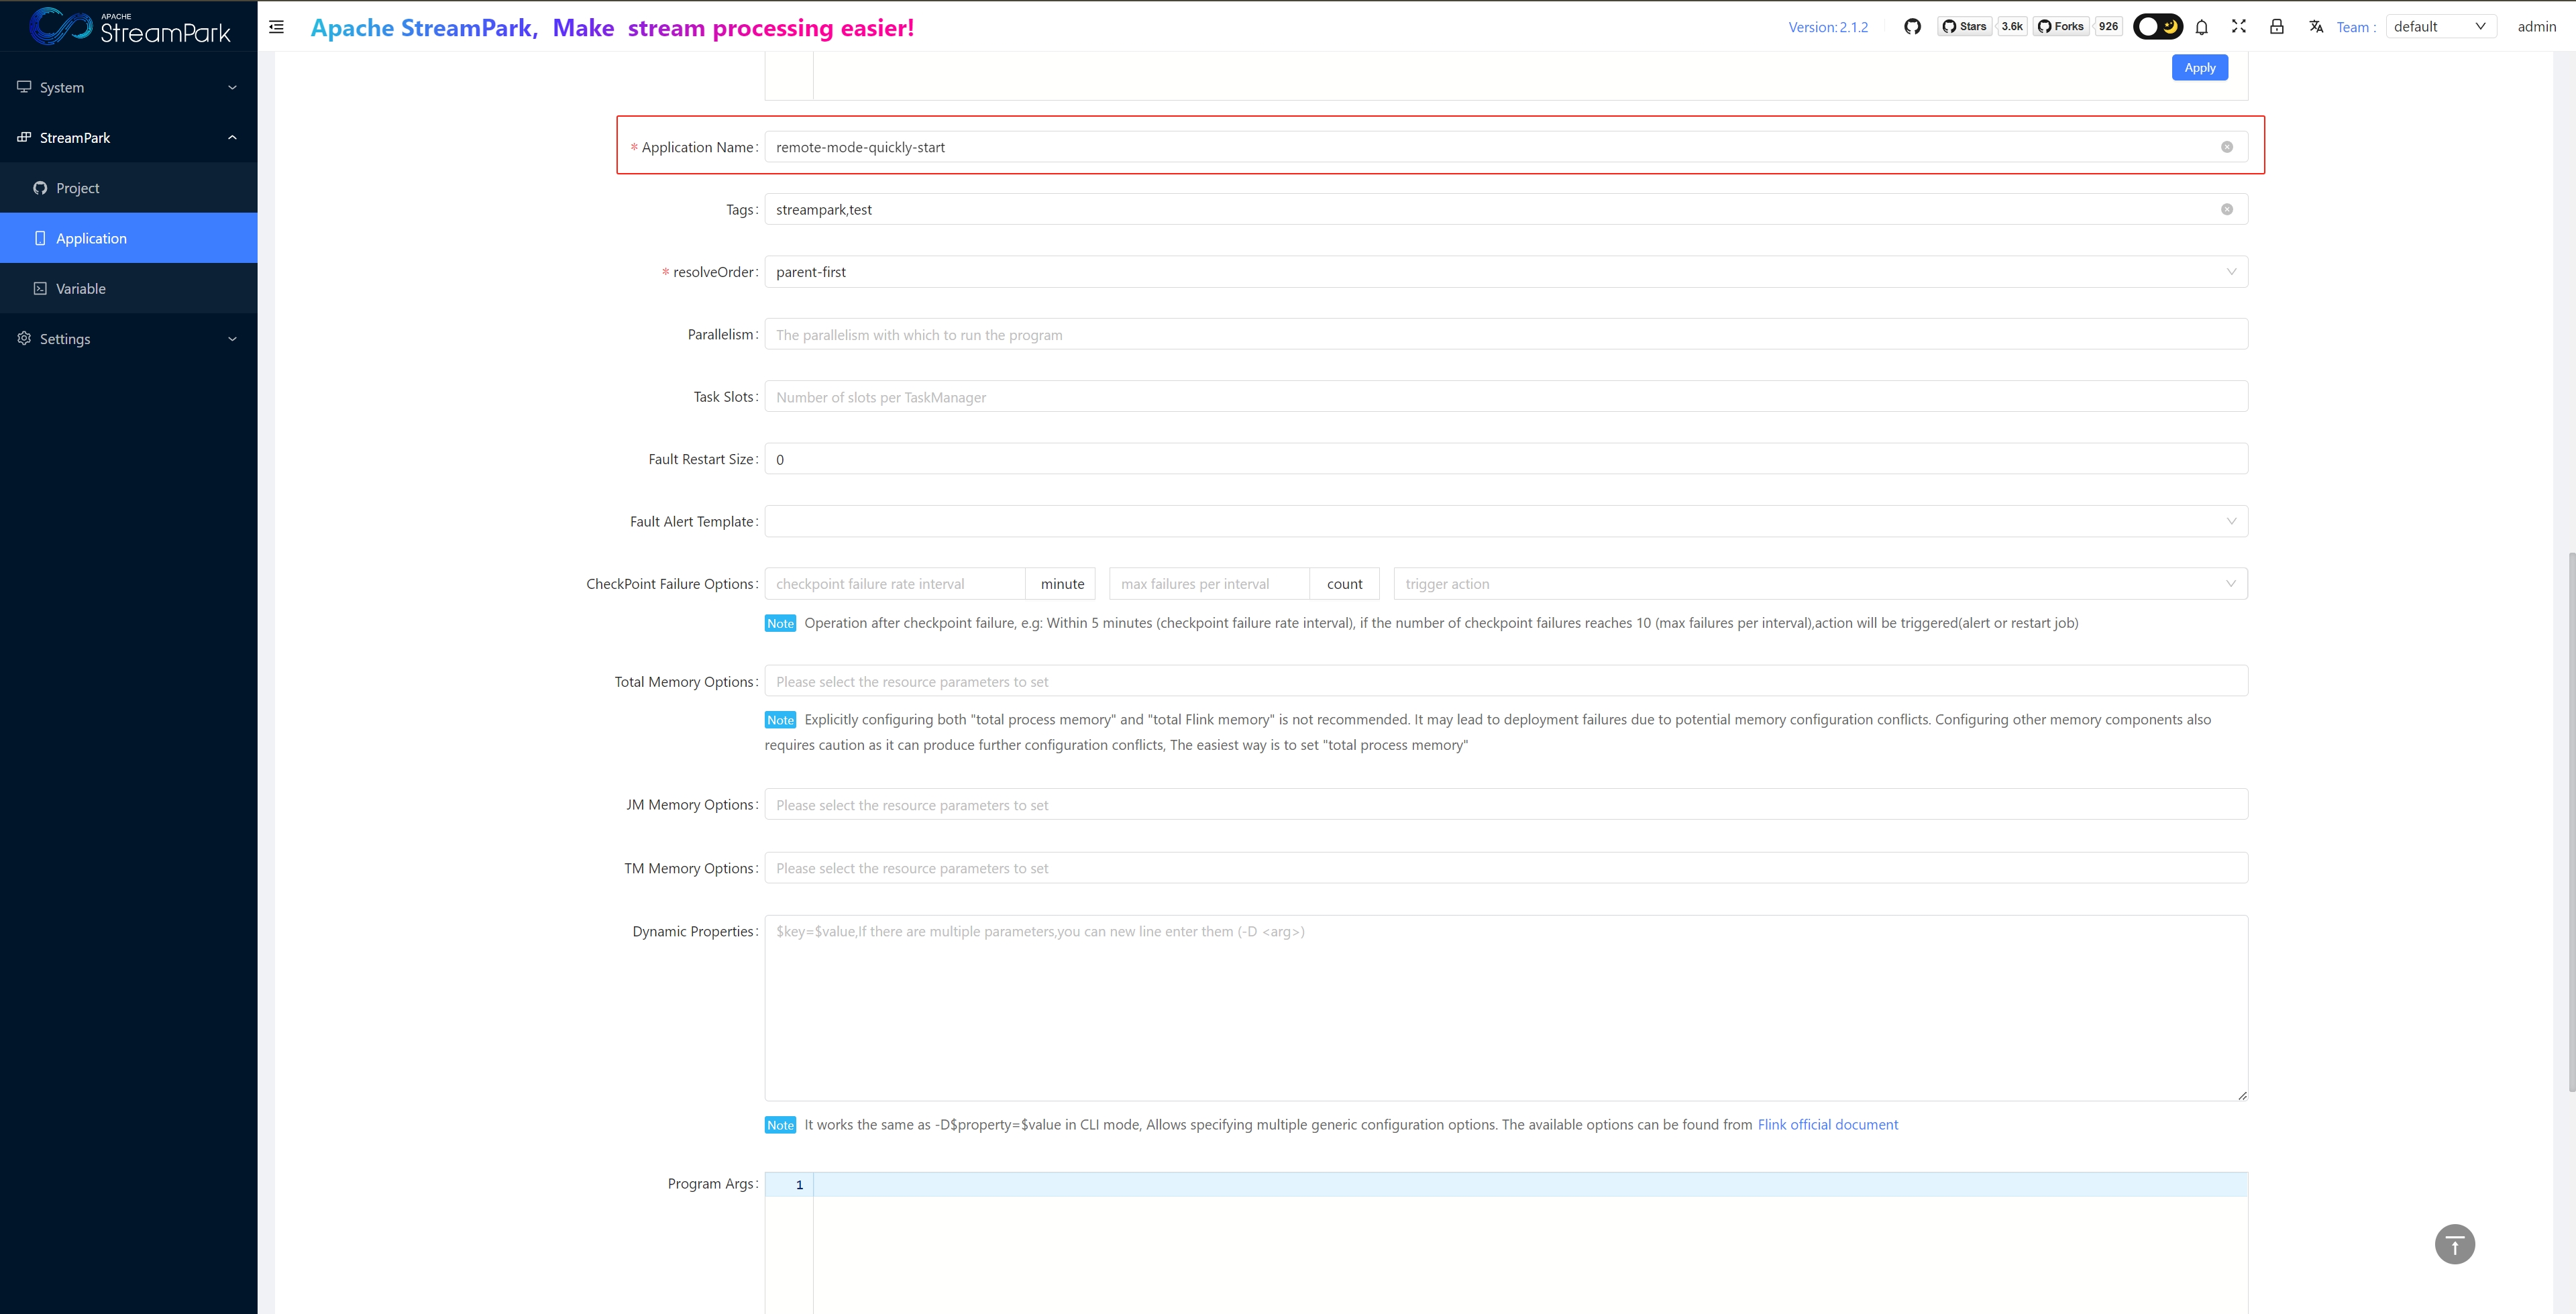 APACHE
StreamPark
Apache StreamPark, Make stream processing easier!
Version: 2.1.2
Stars 3.6k
Forks 926
Team :
default
admin
System
StreamPark
Project
Application
Variable
Settings
Apply
* Application Name:
remote-mode-quickly-start
Tags:
streampark,test
* resolveOrder:
parent-first
Parallelism:
The parallelism with which to run the program
Task Slots:
Number of slots per TaskManager
Fault Restart Size:
0
Fault Alert Template:
CheckPoint Failure Options:
checkpoint failure rate interval
minute
max failures per interval
count
trigger action
Note Operation after checkpoint failure, e.g: Within 5 minutes (checkpoint failure rate interval), if the number of checkpoint failures reaches 10 (max failures per interval),action will be triggered(alert or restart job)
Total Memory Options:
Please select the resource parameters to set
Note Explicitly configuring both "total process memory" and "total Flink memory" is not recommended. It may lead to deployment failures due to potential memory configuration conflicts. Configuring other memory components also
requires caution as it can produce further configuration conflicts, The easiest way is to set "total process memory"
JM Memory Options:
Please select the resource parameters to set
TM Memory Options:
Please select the resource parameters to set
Dynamic Properties:
$key=$value,If there are multiple parameters,you can new line enter them (-D <arg>)
Note It works the same as -D$property=$value in CLI mode, Allows specifying multiple generic configuration options. The available options can be found from Flink official document
Program Args:
1